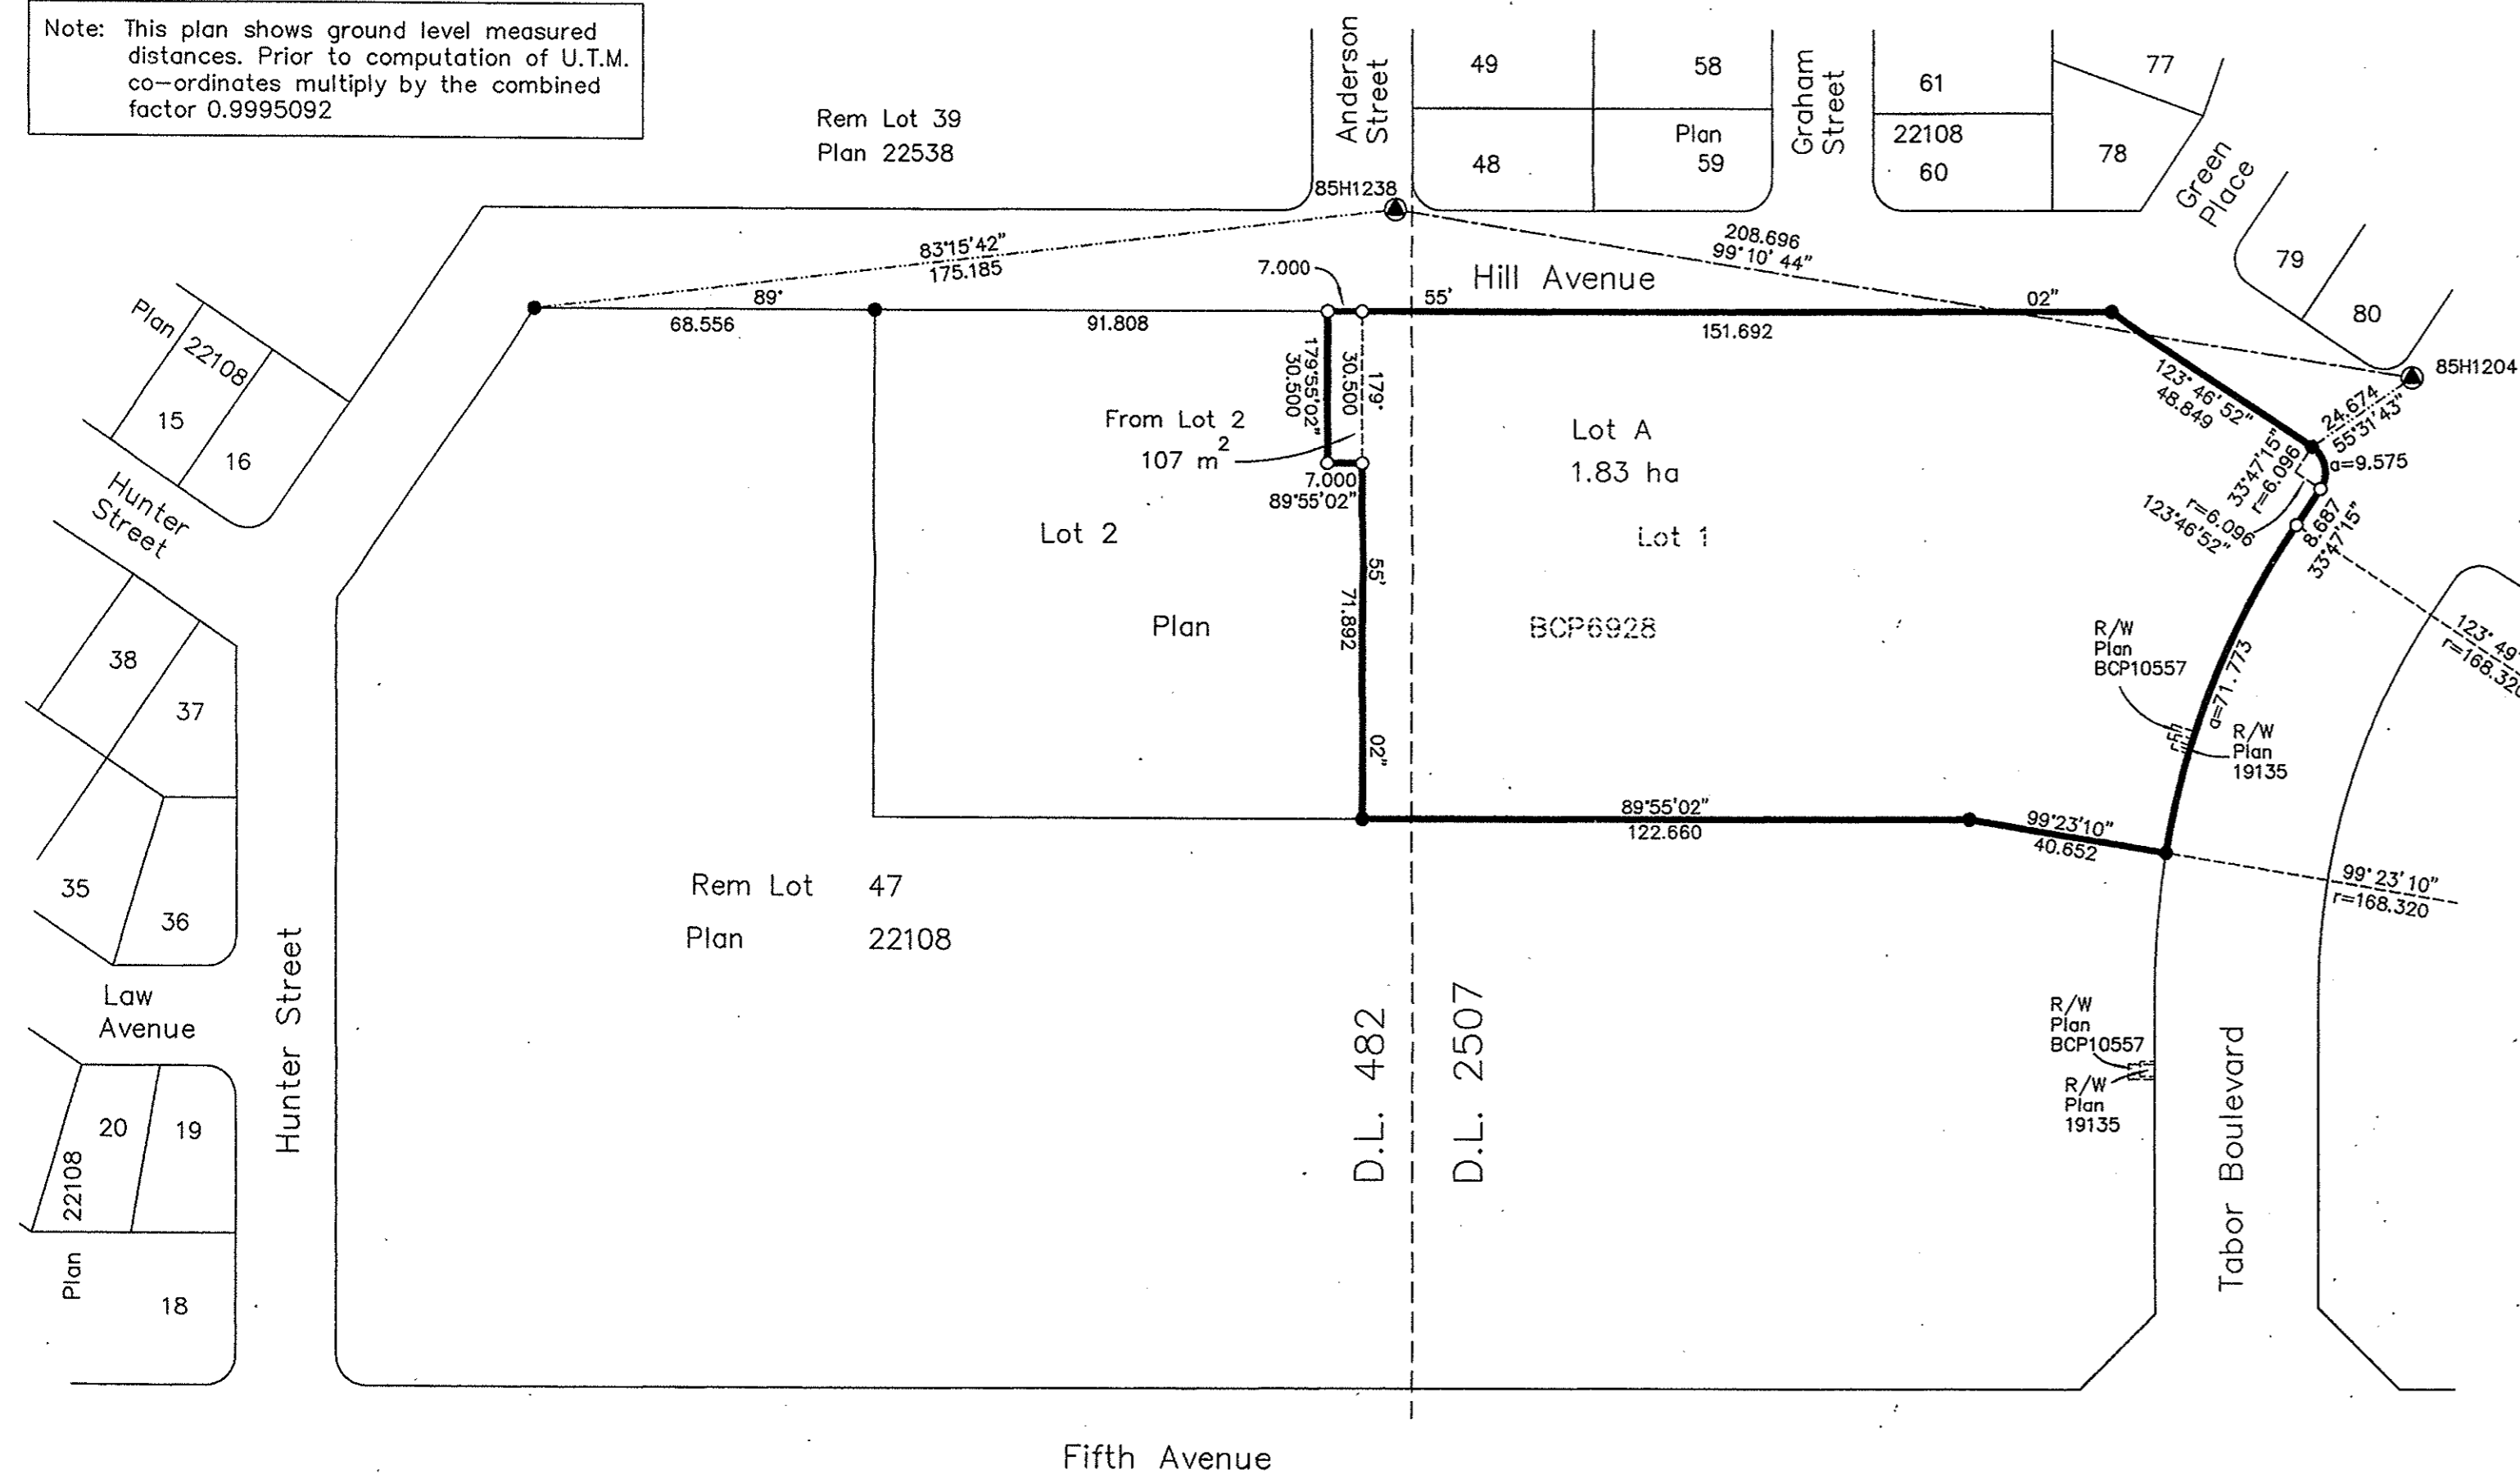 Note: This plan shows ground level measured
distances. Prior to computation of U.T.M.
co-ordinates multiply by the combined
factor 0.9995092
Rem Lot 39
Plan 22538
Anderson
Street
49
58
48
Plan
59
Graham
Street
61
22108
60
77
78
Green
Place
79
80
85H1238
83°15'42"
175.185
208.696
99°10'44"
7.000
Hill Avenue
89°
55'
02"
68.556
91.808
151.692
85H1204
Plan 22108
15
16
Hunter
Street
179°55'02"
30.500
30.500
179°
55'
02"
71.892
From Lot 2
107 m2
7.000
89°55'02"
Lot A
1.83 ha
Lot 2
Lot 1
Plan
BCP6928
123°46'52"
48.849
24.674
55°31'43"
a=9.575
33°47'15"
r=6.096
r=6.096
123°46'52"
8.687
33°47'15"
123°49'
r=168.320
R/W
Plan
BCP10557
a=71.773
R/W
Plan
19135
38
37
35
36
89°55'02"
122.660
99°23'10"
40.652
99°23'10"
r=168.320
Rem Lot 47
Plan 22108
Law
Avenue
Hunter Street
D.L. 482
D.L. 2507
R/W
Plan
BCP10557
R/W
Plan
19135
Tabor Boulevard
20
19
Plan 22108
18
Fifth Avenue